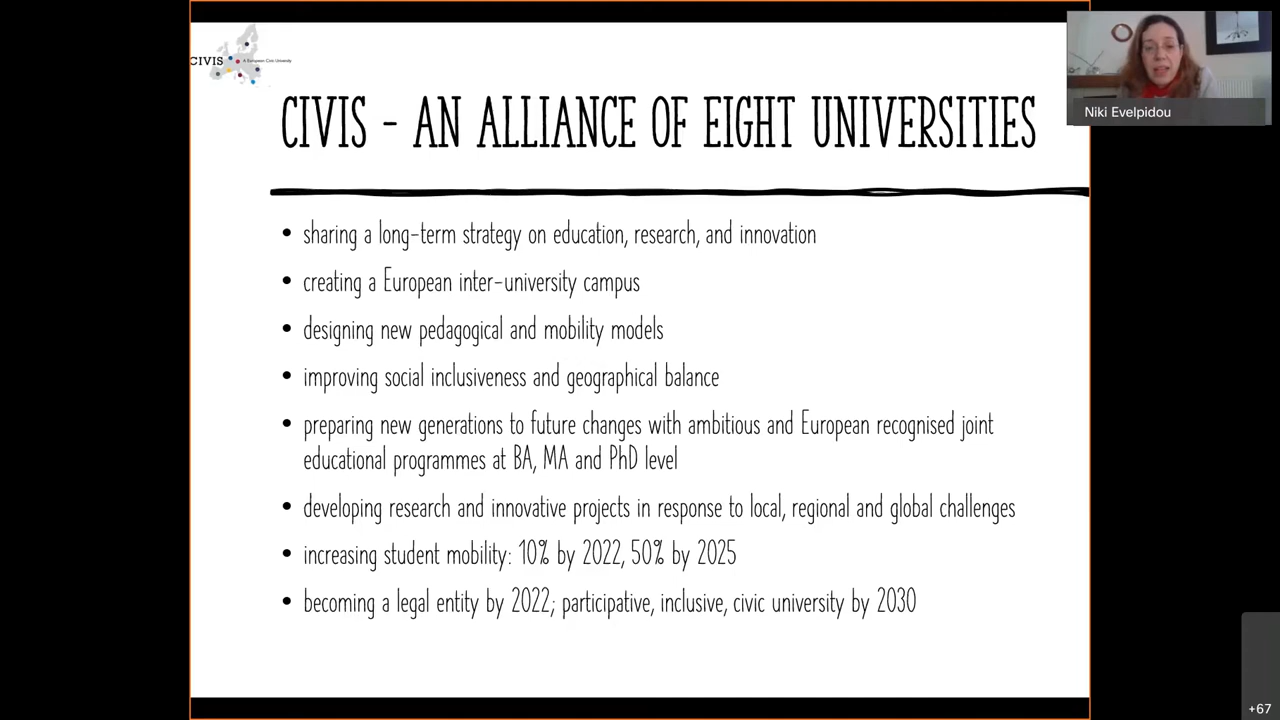 CIVIS
A European Civic University
Niki Evelpidou
CIVIS - AN ALLIANCE OF EIGHT UNIVERSITIES
• sharing a long-term strategy on education, research, and innovation
• creating a European inter-university campus
• designing new pedagogical and mobility models
• improving social inclusiveness and geographical balance
• preparing new generations to future changes with ambitious and European recognised joint
educational programmes at BA, MA and PhD level
• developing research and innovative projects in response to local, regional and global challenges
• increasing student mobility: 10% by 2022, 50% by 2025
• becoming a legal entity by 2022; participative, inclusive, civic university by 2030
+67